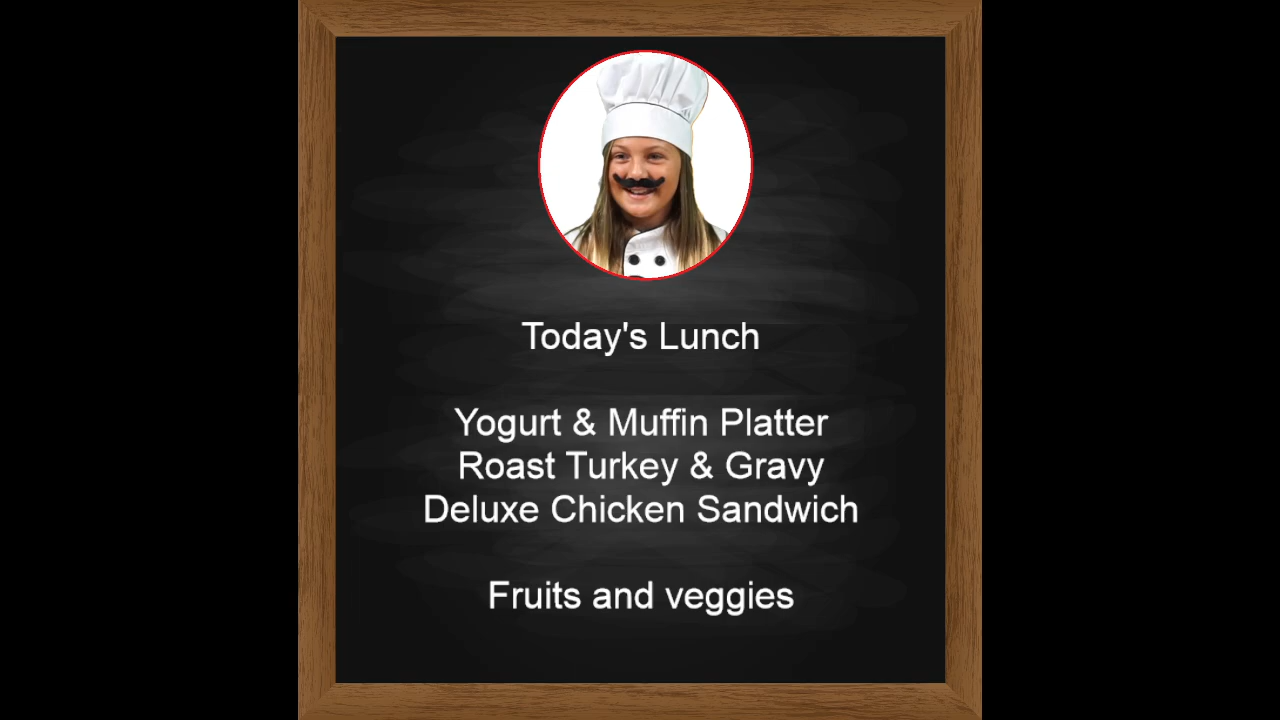 Today's Lunch
Yogurt & Muffin Platter
Roast Turkey & Gravy
Deluxe Chicken Sandwich
Fruits and veggies